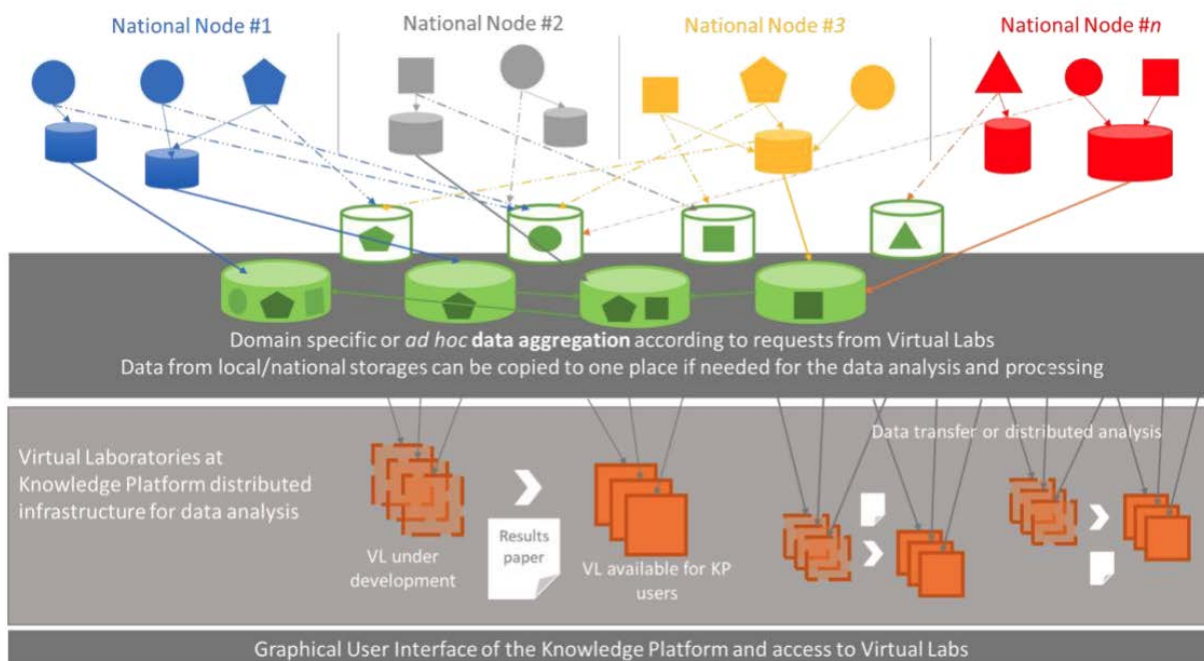 National Node #1
National Node #2
National Node #3
National Node #n
Domain specific or ad hoc data aggregation according to requests from Virtual Labs
Data from local/national storages can be copied to one place if needed for the data analysis and processing
Data transfer or distributed analysis
Virtual Laboratories at
Knowledge Platform distributed
infrastructure for data analysis
Results
paper
VL under
development
VL available for KP
users
Graphical User Interface of the Knowledge Platform and access to Virtual Labs